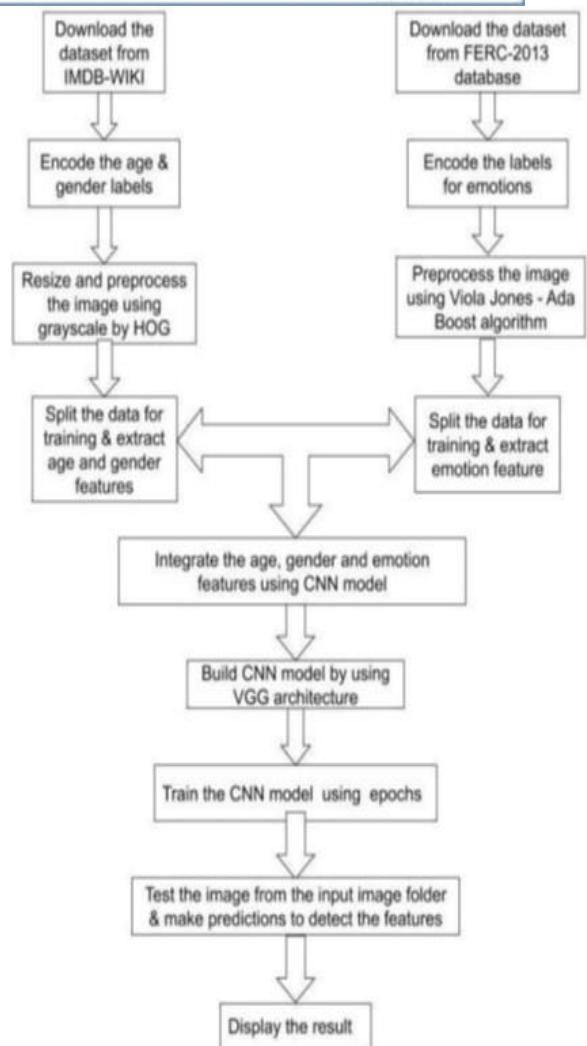 Download the
dataset from
IMDB-WIKI
Encode the age &
gender labels
Resize and preprocess
the image using
grayscale by HOG
Split the data for
training & extract
age and gender
features
Download the dataset
from FERC-2013
database
Encode the labels
for emotions
Preprocess the image
using Viola Jones - Ada
Boost algorithm
Split the data for
training & extract
emotion feature
Integrate the age, gender and emotion
features using CNN model
Build CNN model by using
VGG architecture
Train the CNN model using epochs
Test the image from the input image folder
& make predictions to detect the features
Display the result